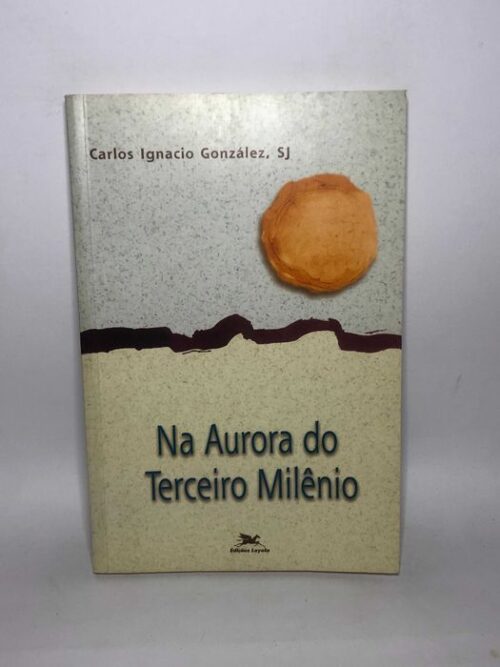 Carlos Ignacio González, SJ
Na Aurora do
Terceiro Milênio
Edições Loyola